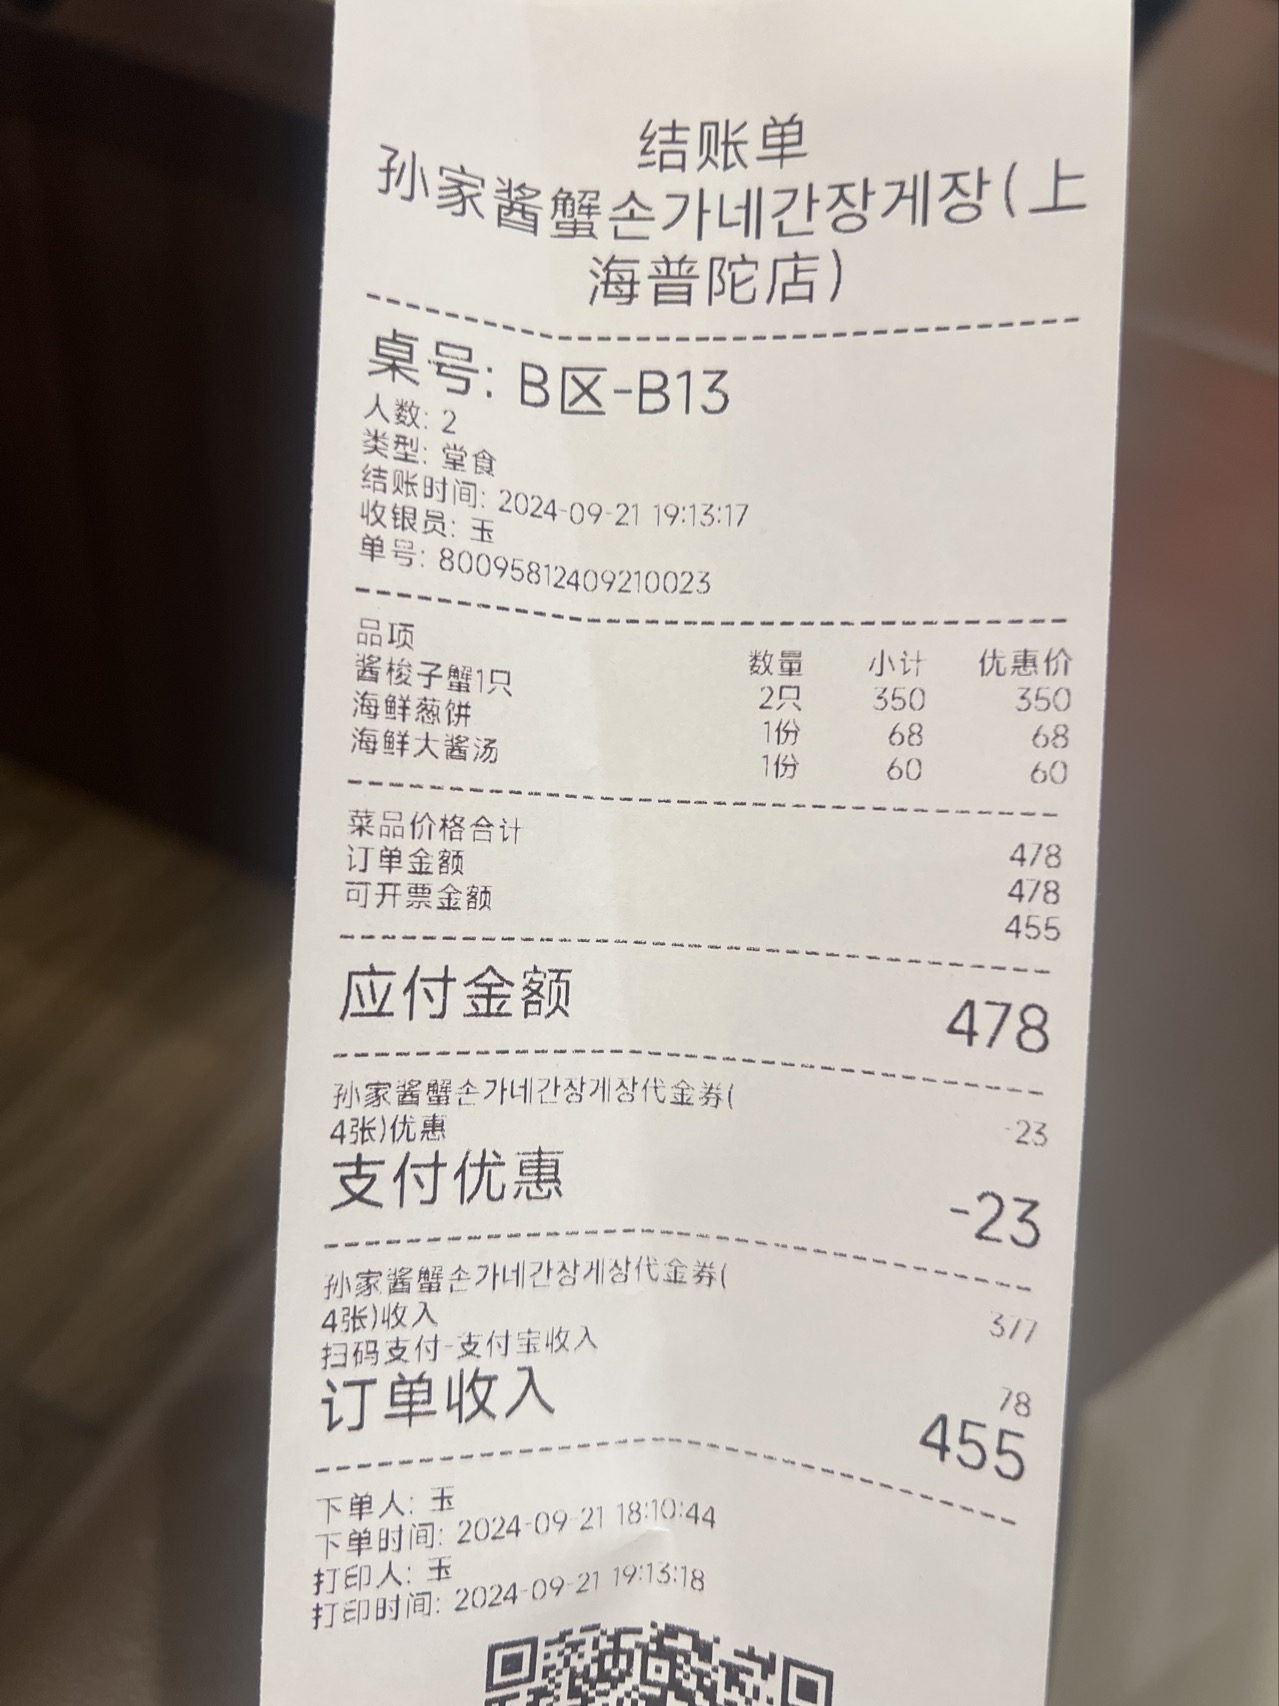 结账单
孙家酱蟹손가네간장게장(上
海普陀店)
桌号: B区-B13
人数: 2
类型: 堂食
结账时间: 2024-09-21 19:13:17
收银员: 玉
单号: 80095812409210023
品项 数量 小计 优惠价
酱梭子蟹1只 2只 350 350
海鲜葱饼 1份 68 68
海鲜大酱汤 1份 60 60
菜品价格合计 478
订单金额 478
可开票金额 455
应付金额 478
孙家酱蟹손가네간장게장代金券(
4张)优惠 -23
支付优惠 -23
孙家酱蟹손가네간장게장代金券(
4张)收入 377
扫码支付-支付宝收入 78
订单收入 455
下单人: 玉
下单时间: 2024-09-21 18:10:44
打印人: 玉
打印时间: 2024-09-21 19:13:18